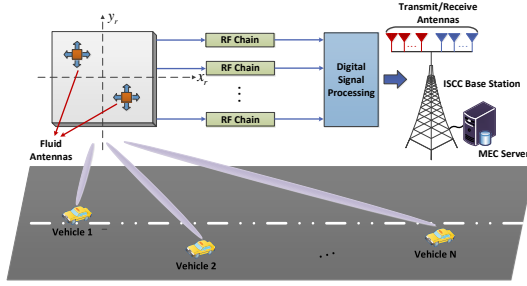 y_r
x_r
Fluid
Antennas
RF Chain
RF Chain
⋮
RF Chain
Digital
Signal
Processing
Transmit/Receive
Antennas
...
...
ISCC Base Station
MEC Server
Vehicle 1
Vehicle 2
...
Vehicle N